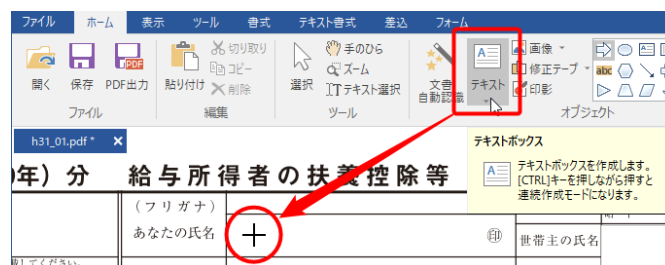 ファイル ホーム 表示 ツール 書式 テキスト書式 差込 フォーム
開く 保存 PDF出力 貼り付け 切り取り コピー 削除 選択 手のひら ズーム テキスト選択 文書自動認識 テキスト 画像 修正テープ 印影 abc
ファイル 編集 ツール オブジェクト
h31_01.pdf* ×
テキストボックス
テキストボックスを作成します。
[CTRL]キーを押しながら押すと
連続作成モードになります。
年）分 給与所得者の扶養控除等
（フリガナ）
あなたの氏名 印 世帯主の氏名
してください。